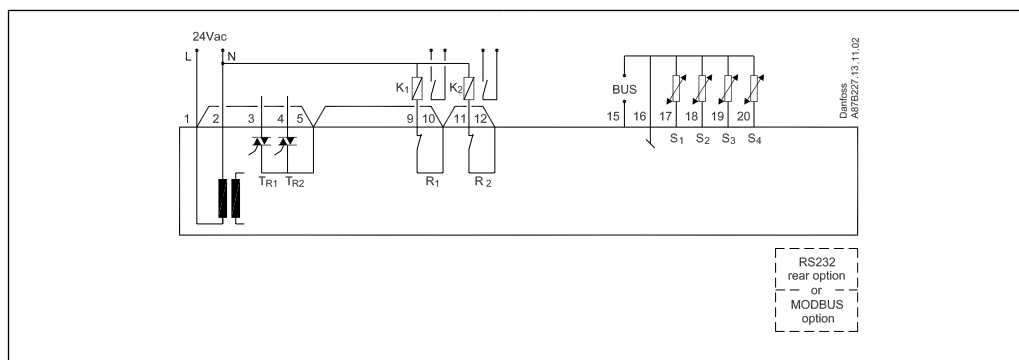 24Vac
L N
K1 K2
BUS
1 2 3 4 5 9 10 11 12 15 16 17 18 19 20
S1 S2 S3 S4
TR1 TR2 R1 R2
Danfoss
A87B227.13.11.02
RS232
rear option
or
MODBUS
option